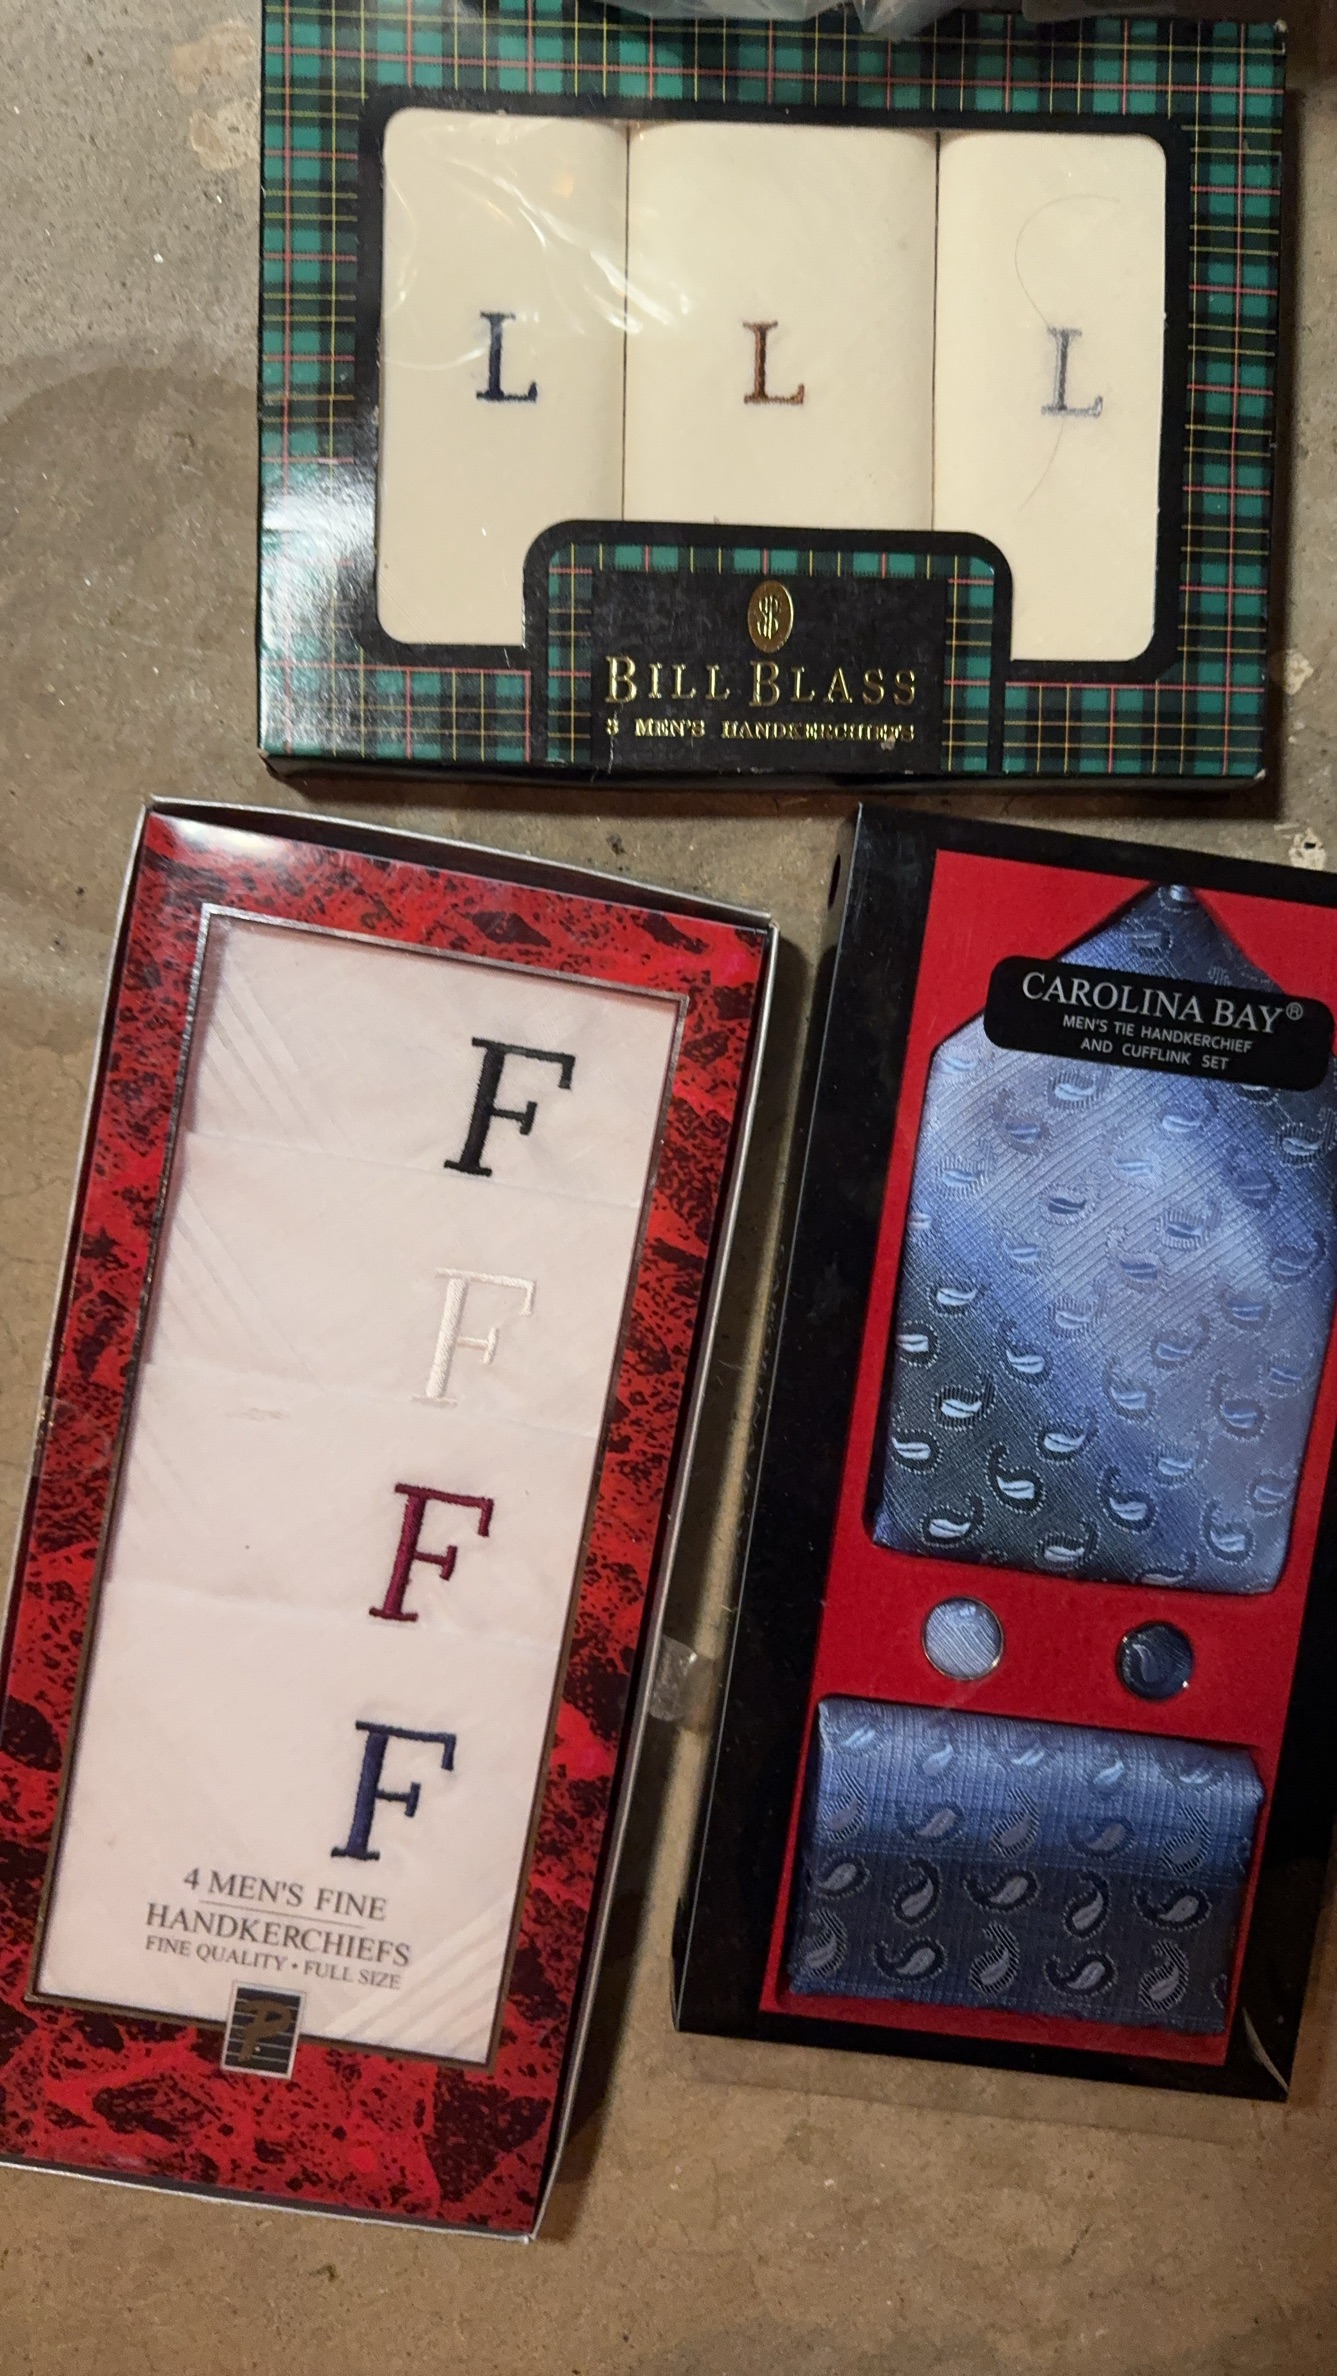 L L L
BILL BLASS
3 MEN'S HANDKERCHIEFS
F
F
F
F
4 MEN'S FINE
HANDKERCHIEFS
FINE QUALITY • FULL SIZE
P
CAROLINA BAY®
MEN'S TIE HANDKERCHIEF
AND CUFFLINK SET